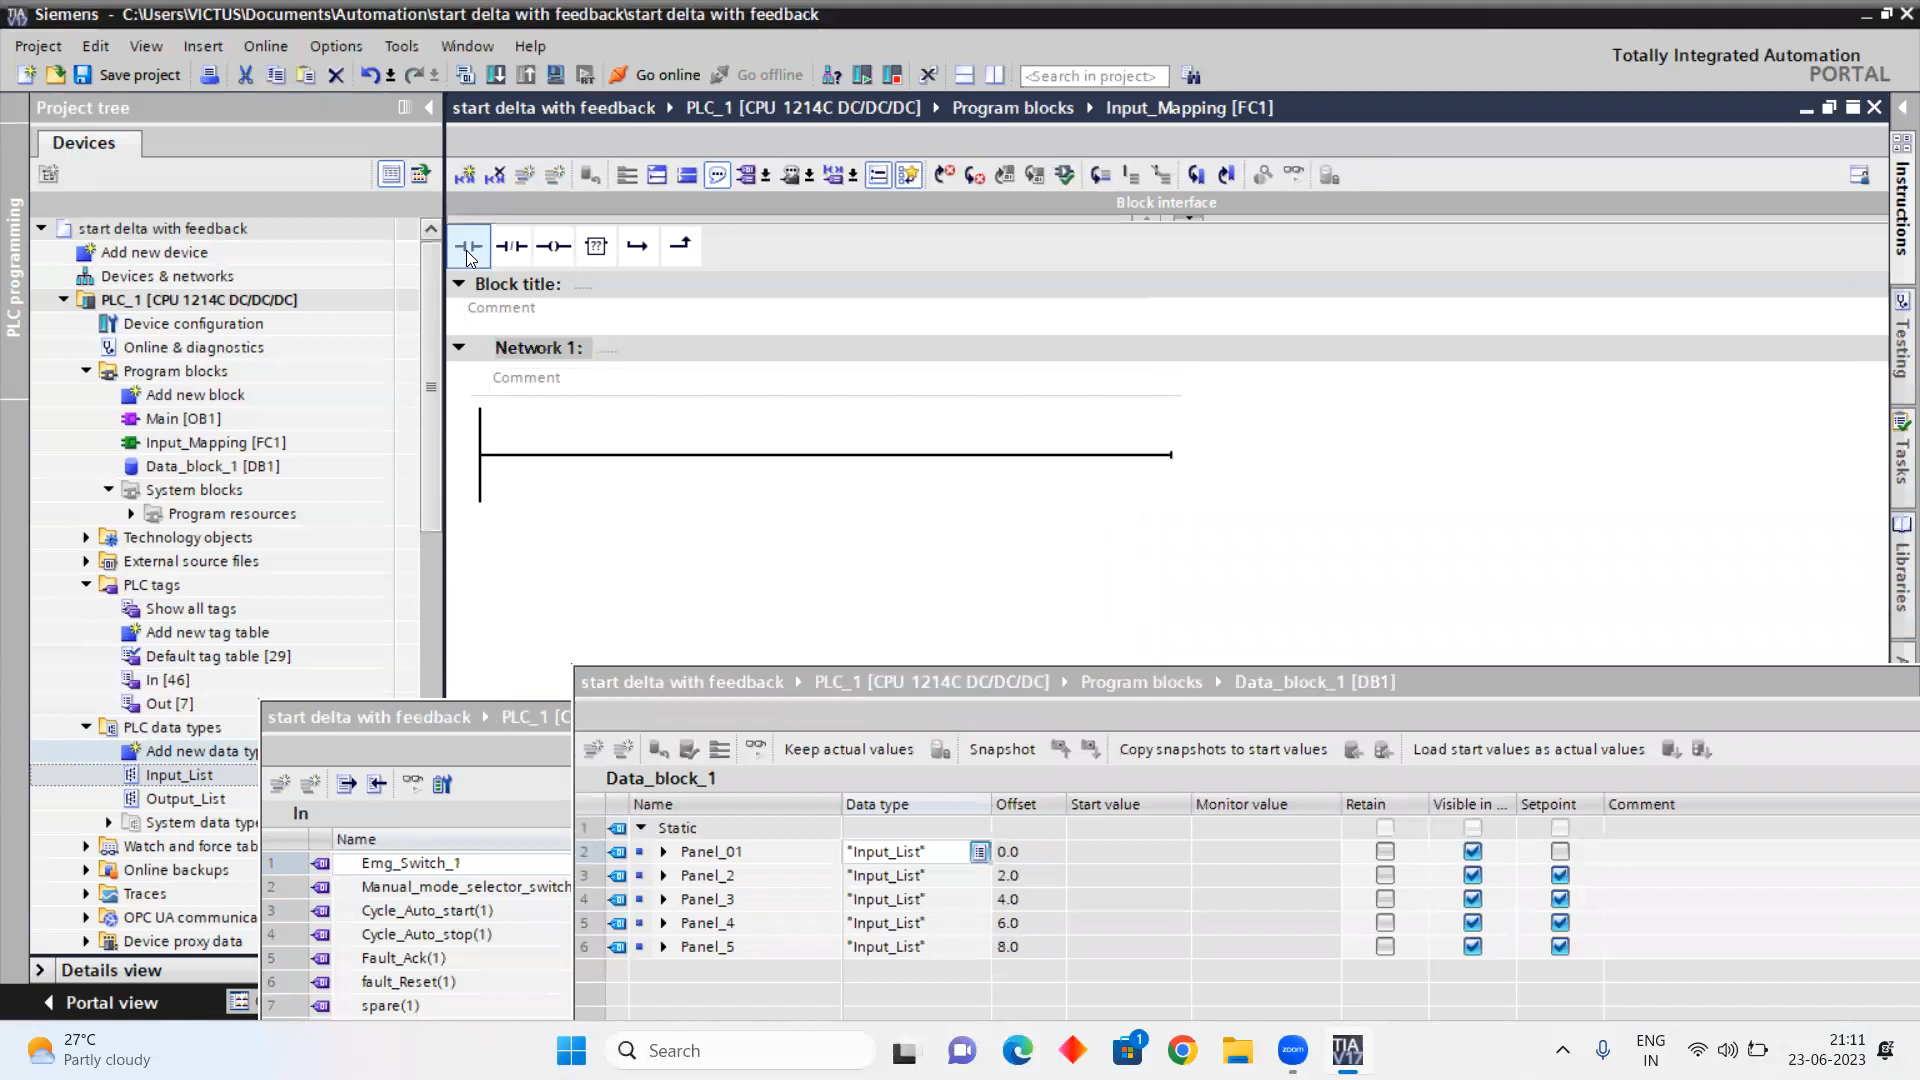 Siemens - C:\Users\VICTUS\Documents\Automation\start delta with feedback\start delta with feedback
Project Edit View Insert Online Options Tools Window Help
Totally Integrated Automation
PORTAL
Save project
Go online
Go offline
<Search in project>
Project tree
start delta with feedback PLC_1 [CPU 1214C DC/DC/DC] Program blocks Input_Mapping [FC1]
Devices
PLC programming
Block interface
start delta with feedback
Add new device
Devices & networks
PLC_1 [CPU 1214C DC/DC/DC]
Device configuration
Online & diagnostics
Program blocks
Add new block
Main [OB1]
Input_Mapping [FC1]
Data_block_1 [DB1]
System blocks
Program resources
Technology objects
External source files
PLC tags
Show all tags
Add new tag table
Default tag table [29]
In [46]
Out [7]
PLC data types
Add new data ty
Input_List
Output_List
System data type
Watch and force tab
Online backups
Traces
OPC UA communica
Device proxy data
Details view
Portal view
??
Block title: .....
Comment
Network 1: .....
Comment
Instructions
Testing
Tasks
Libraries
start delta with feedback PLC_1 [C
In
Name
1 Emg_Switch_1
2 Manual_mode_selector_switch
3 Cycle_Auto_start(1)
4 Cycle_Auto_stop(1)
5 Fault_Ack(1)
6 fault_Reset(1)
7 spare(1)
start delta with feedback PLC_1 [CPU 1214C DC/DC/DC] Program blocks Data_block_1 [DB1]
Keep actual values Snapshot Copy snapshots to start values Load start values as actual values
Data_block_1
Name Data type Offset Start value Monitor value Retain Visible in ... Setpoint Comment
1 Static
2 Panel_01 "Input_List" 0.0
3 Panel_2 "Input_List" 2.0
4 Panel_3 "Input_List" 4.0
5 Panel_4 "Input_List" 6.0
6 Panel_5 "Input_List" 8.0
27°C
Partly cloudy
Search
1
zoom
TIA
V17
ENG
IN
21:11
23-06-2023